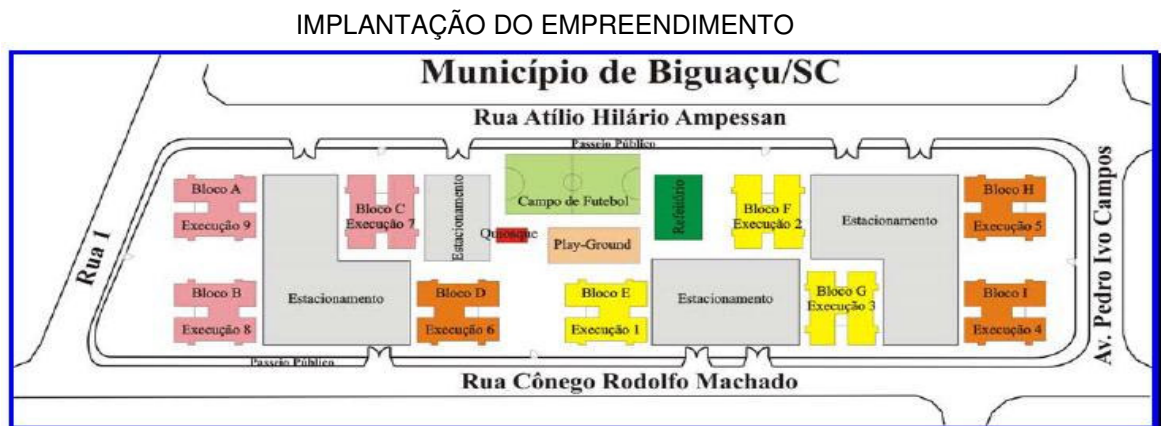 IMPLANTAÇÃO DO EMPREENDIMENTO
Município de Biguaçu/SC
Rua Atílio Hilário Ampessan
Passeio Público
Rua 1
Bloco A
Execução 9
Bloco B
Execução 8
Estacionamento
Bloco C
Execução 7
Estacionamento
Bloco D
Execução 6
Campo de Futebol
Quiosque
Play-Ground
Refeitório
Bloco E
Execução 1
Estacionamento
Bloco F
Execução 2
Bloco G
Execução 3
Estacionamento
Bloco H
Execução 5
Bloco I
Execução 4
Av. Pedro Ivo Campos
Passeio Público
Rua Cônego Rodolfo Machado